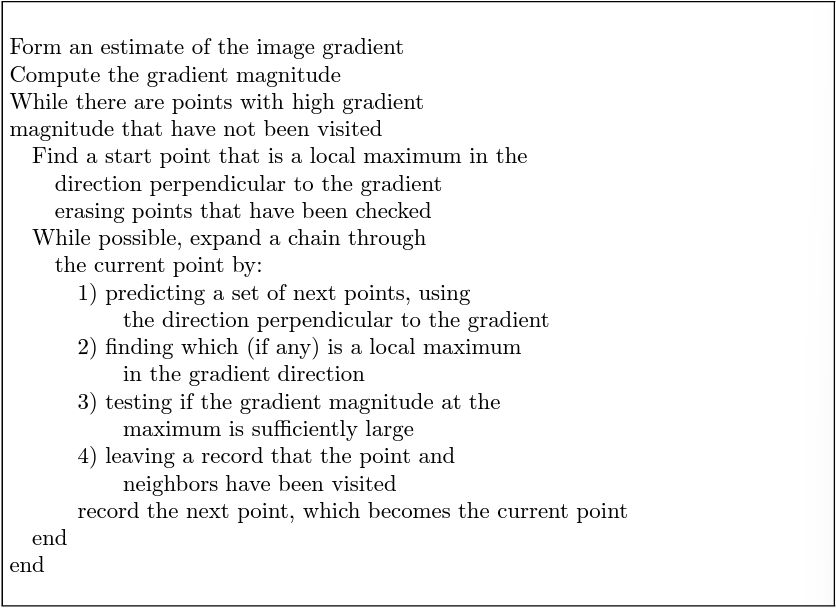 Form an estimate of the image gradient
Compute the gradient magnitude
While there are points with high gradient
magnitude that have not been visited
Find a start point that is a local maximum in the
direction perpendicular to the gradient
erasing points that have been checked
While possible, expand a chain through
the current point by:
1) predicting a set of next points, using
the direction perpendicular to the gradient
2) finding which (if any) is a local maximum
in the gradient direction
3) testing if the gradient magnitude at the
maximum is sufficiently large
4) leaving a record that the point and
neighbors have been visited
record the next point, which becomes the current point
end
end